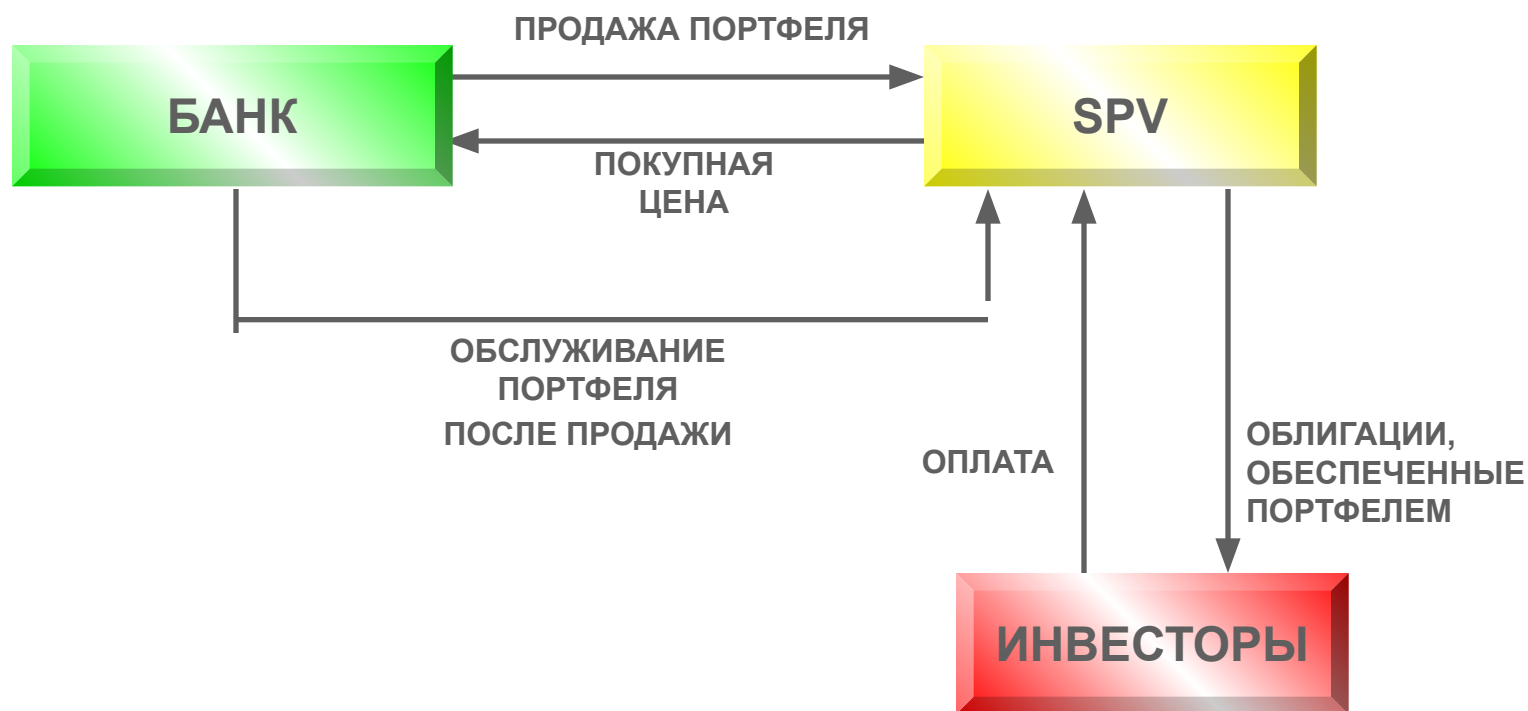 ПРОДАЖА ПОРТФЕЛЯ
БАНК
SPV
ПОКУПНАЯ
ЦЕНА
ОБСЛУЖИВАНИЕ
ПОРТФЕЛЯ
ПОСЛЕ ПРОДАЖИ
ОПЛАТА
ОБЛИГАЦИИ,
ОБЕСПЕЧЕННЫЕ
ПОРТФЕЛЕМ
ИНВЕСТОРЫ